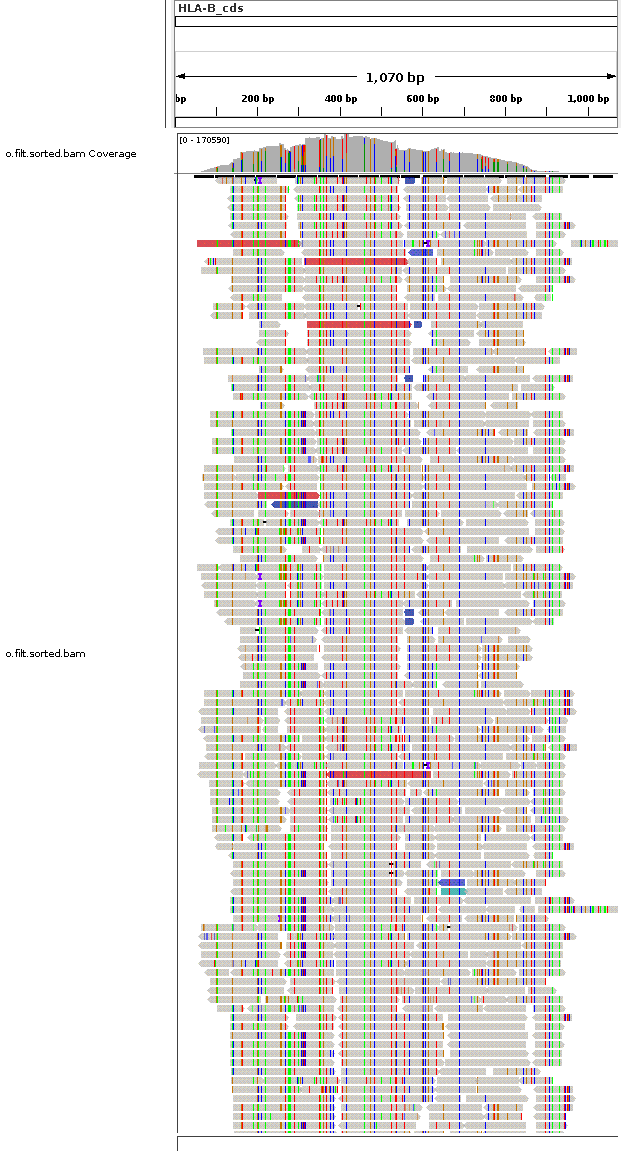 HLA-B_cds
1,070 bp
bp 200 bp 400 bp 600 bp 800 bp 1,000 bp
[0 - 170590]
o.filt.sorted.bam Coverage
o.filt.sorted.bam